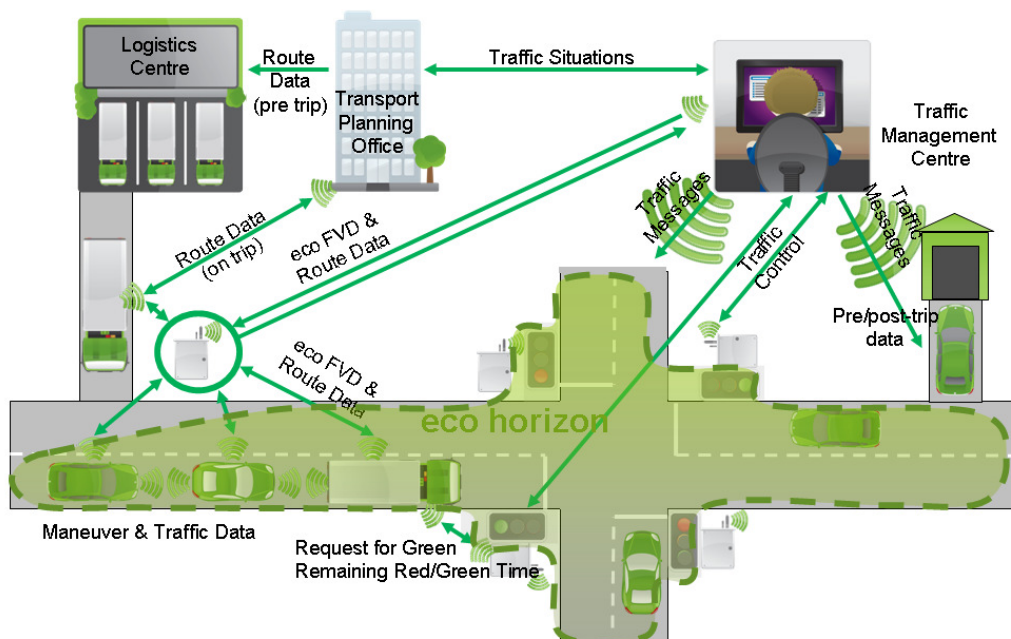 Logistics
Centre
Route
Data
(pre trip)
Transport
Planning
Office
Traffic Situations
Traffic
Management
Centre
Route Data
(on trip)
eco FVD &
Route Data
Traffic
Messages
Traffic
Control
Traffic
Messages
Pre/post-trip
data
eco FVD &
Route Data
eco horizon
Maneuver & Traffic Data
Request for Green
Remaining Red/Green Time